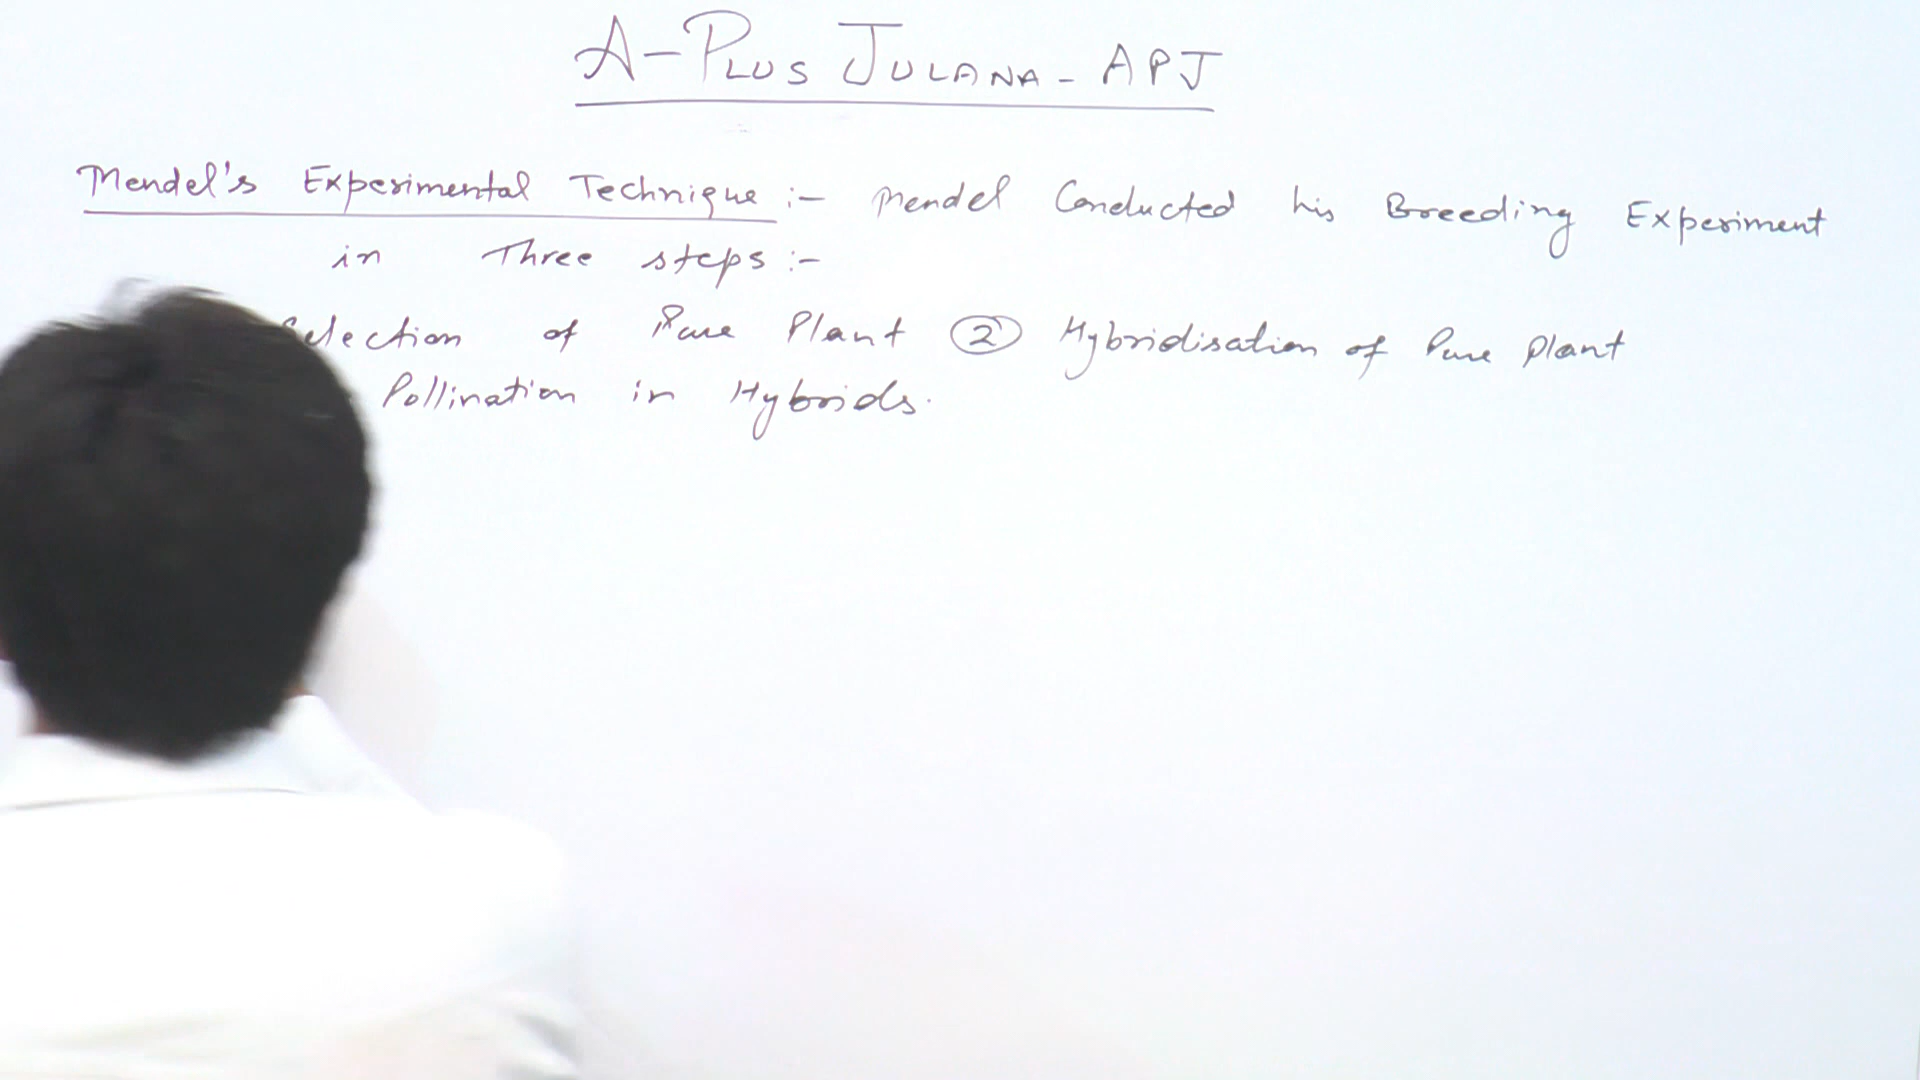 A-PLUS JULANA - APJ
Mendel's Experimental Technique :- Mendel Conducted his Breeding Experiment
in Three steps :-
Selection of Pure Plant ② Hybridisation of Pure Plant
Pollination in Hybrids.